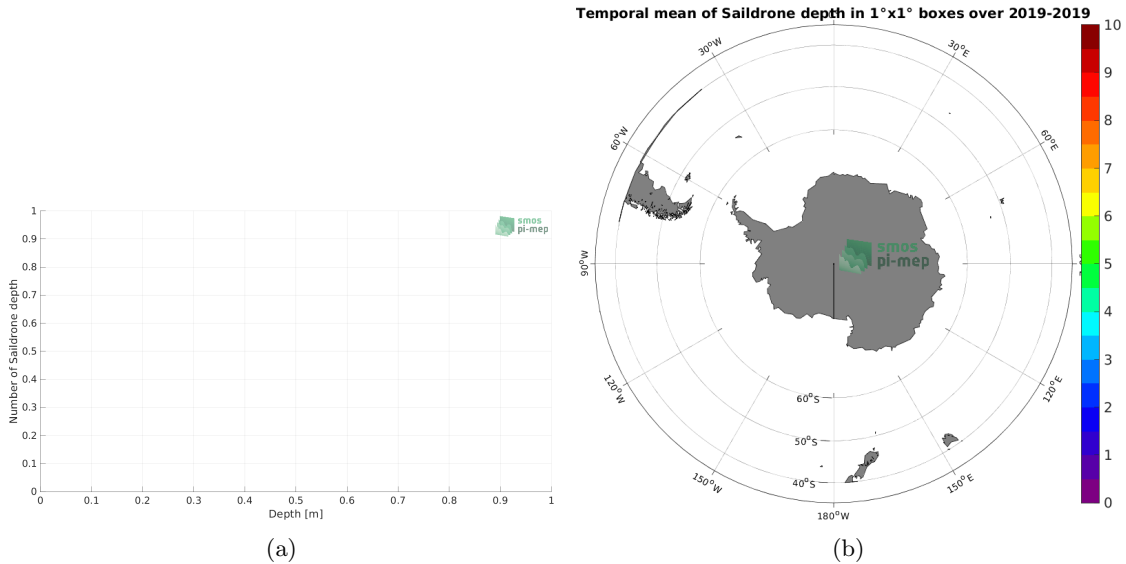 Temporal mean of Saildrone depth in 1°x1° boxes over 2019-2019
1
0.9
0.8
0.7
0.6
0.5
0.4
0.3
0.2
0.1
0
Number of Saildrone depth
0 0.1 0.2 0.3 0.4 0.5 0.6 0.7 0.8 0.9 1
Depth [m]
smos
pi-mep
(a)
30°W
30°E
60°W
60°E
90°W
smos
pi-mep
120°W
120°E
60°S
50°S
40°S
150°W
150°E
180°W
10
9
8
7
6
5
4
3
2
1
0
(b)